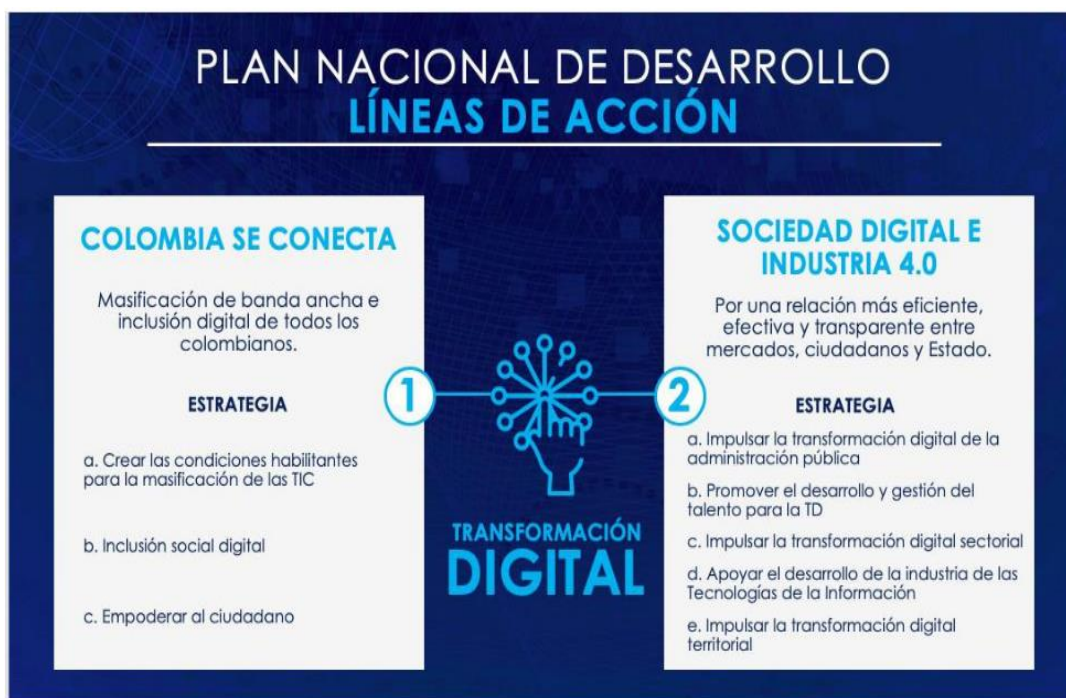 PLAN NACIONAL DE DESARROLLO
LÍNEAS DE ACCIÓN
COLOMBIA SE CONECTA
Masificación de banda ancha e
inclusión digital de todos los
colombianos.
ESTRATEGIA
a. Crear las condiciones habilitantes
para la masificación de las TIC
b. Inclusión social digital
c. Empoderar al ciudadano
1
TRANSFORMACIÓN
DIGITAL
2
SOCIEDAD DIGITAL E
INDUSTRIA 4.0
Por una relación más eficiente,
efectiva y transparente entre
mercados, ciudadanos y Estado.
ESTRATEGIA
a. Impulsar la transformación digital de la
administración pública
b. Promover el desarrollo y gestión del
talento para la TD
c. Impulsar la transformación digital sectorial
d. Apoyar el desarrollo de la industria de las
Tecnologías de la Información
e. Impulsar la transformación digital
territorial